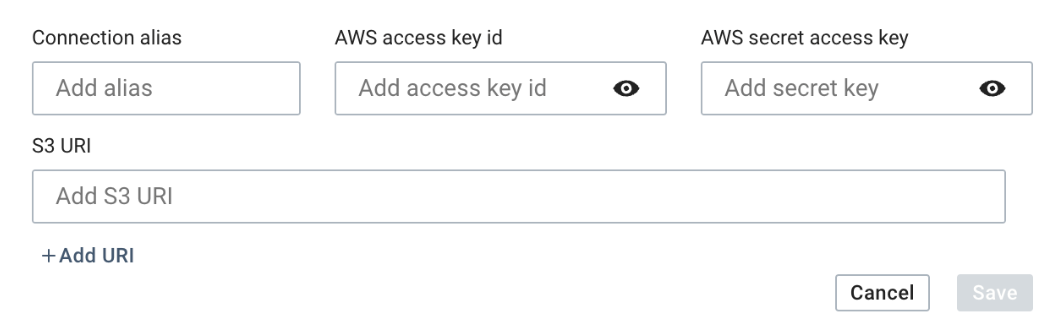 Connection alias
AWS access key id
AWS secret access key
Add alias
Add access key id
Add secret key
S3 URI
Add S3 URI
+Add URI
Cancel
Save